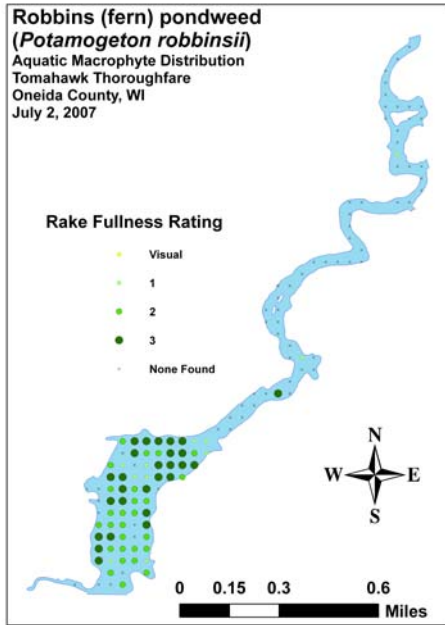 Robbins (fern) pondweed
(Potamogeton robbinsii)
Aquatic Macrophyte Distribution
Tomahawk Thoroughfare
Oneida County, WI
July 2, 2007
Rake Fullness Rating
Visual
1
2
3
None Found
N
W E
S
0 0.15 0.3 0.6
Miles